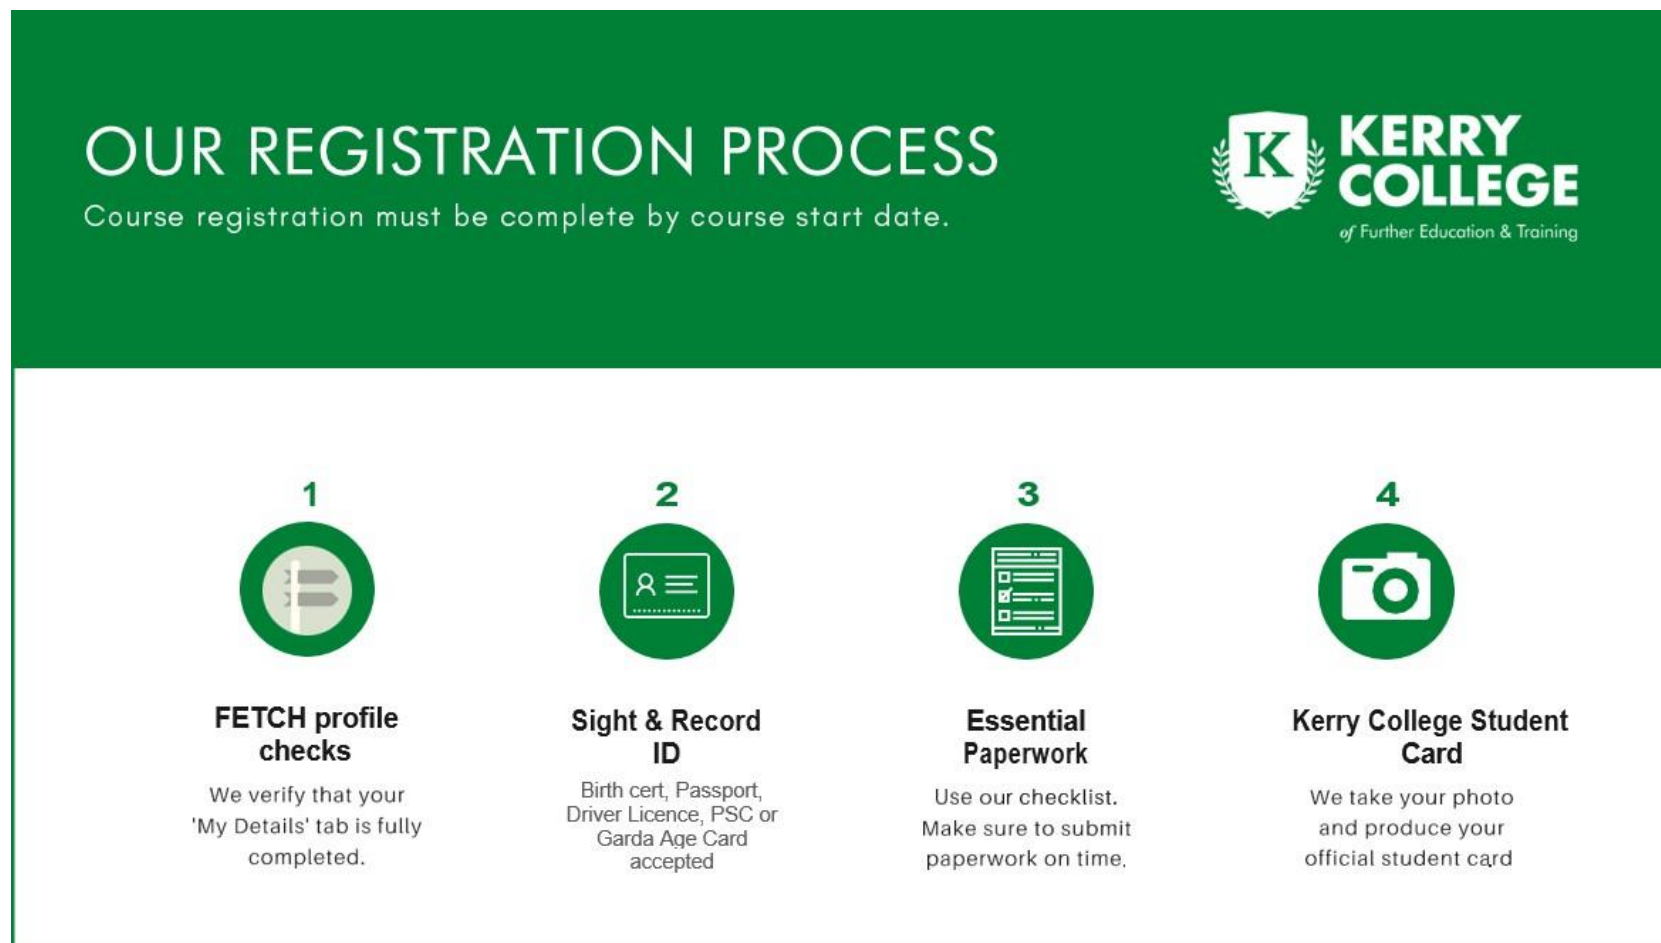 OUR REGISTRATION PROCESS
Course registration must be complete by course start date.
K
KERRY
COLLEGE
of Further Education & Training
1
FETCH profile
checks
We verify that your
'My Details' tab is fully
completed.
2
Sight & Record
ID
Birth cert, Passport,
Driver Licence, PSC or
Garda Age Card
accepted
3
Essential
Paperwork
Use our checklist.
Make sure to submit
paperwork on time.
4
Kerry College Student
Card
We take your photo
and produce your
official student card